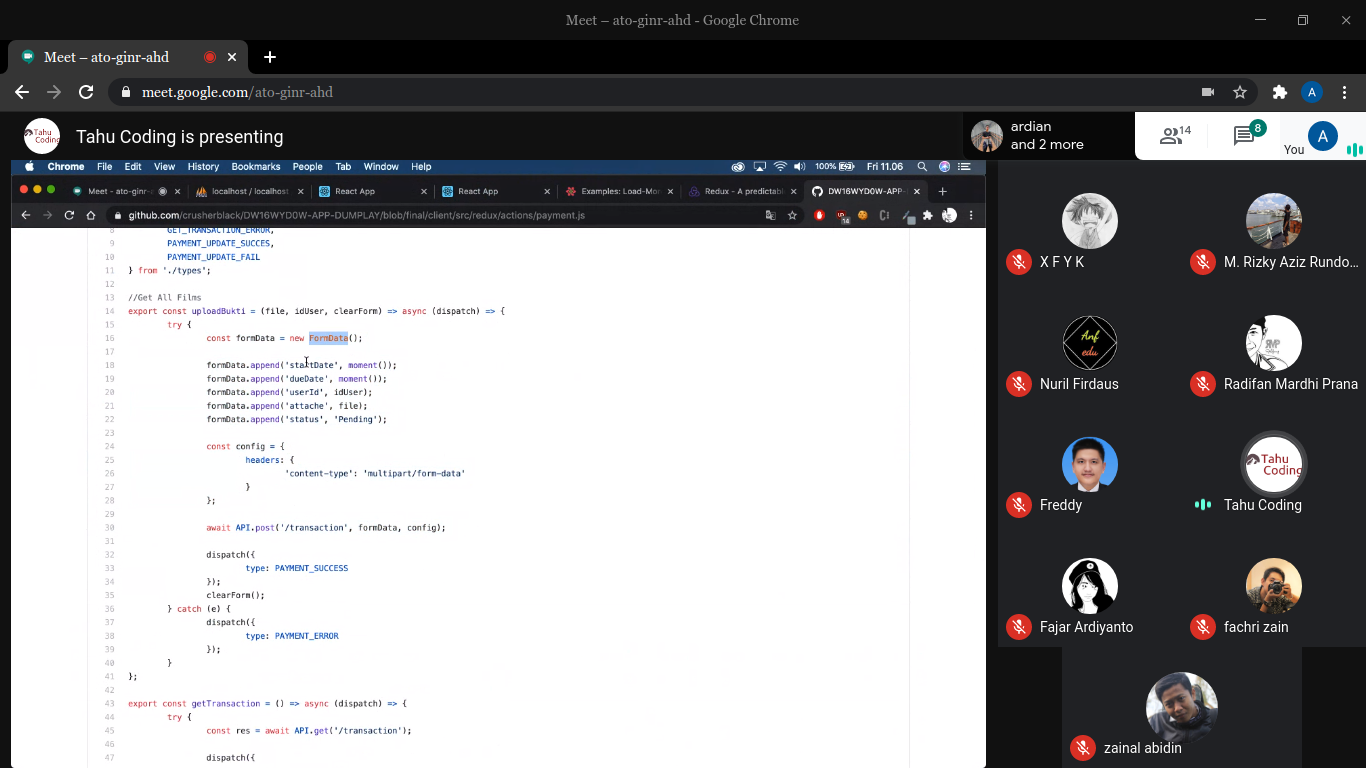 Meet – ato-ginr-ahd - Google Chrome
Meet – ato-ginr-ahd
meet.google.com/ato-ginr-ahd
A
Tahu Coding
Tahu Coding is presenting
ardian
and 2 more
14
8
You
A
Chrome File Edit View History Bookmarks People Tab Window Help
100% Fri 11.06
Meet - ato-ginr-
localhost / localhost
React App
React App
Examples: Load-Mor
Redux - A predictabl
DW16WYD0W-APP-
github.com/crusherblack/DW16WYD0W-APP-DUMPLAY/blob/final/client/src/redux/actions/payment.js
14
8 GET_TRANSACTION_ERROR,
9 PAYMENT_UPDATE_SUCCES,
10 PAYMENT_UPDATE_FAIL
11 } from './types';
12
13 //Get All Films
14 export const uploadBukti = (file, idUser, clearForm) => async (dispatch) => {
15 try {
16 const formData = new FormData();
17
18 formData.append('startDate', moment());
19 formData.append('dueDate', moment());
20 formData.append('userId', idUser);
21 formData.append('attache', file);
22 formData.append('status', 'Pending');
23
24 const config = {
25 headers: {
26 'content-type': 'multipart/form-data'
27 }
28 };
29
30 await API.post('/transaction', formData, config);
31
32 dispatch({
33 type: PAYMENT_SUCCESS
34 });
35 clearForm();
36 } catch (e) {
37 dispatch({
38 type: PAYMENT_ERROR
39 });
40 }
41 };
42
43 export const getTransaction = () => async (dispatch) => {
44 try {
45 const res = await API.get('/transaction');
46
47 dispatch({
X F Y K
M. Rizky Aziz Rundo...
Anf
edu
Nuril Firdaus
Radifan Mardhi Prana
Freddy
Tahu
Coding
Tahu Coding
Fajar Ardiyanto
fachri zain
zainal abidin